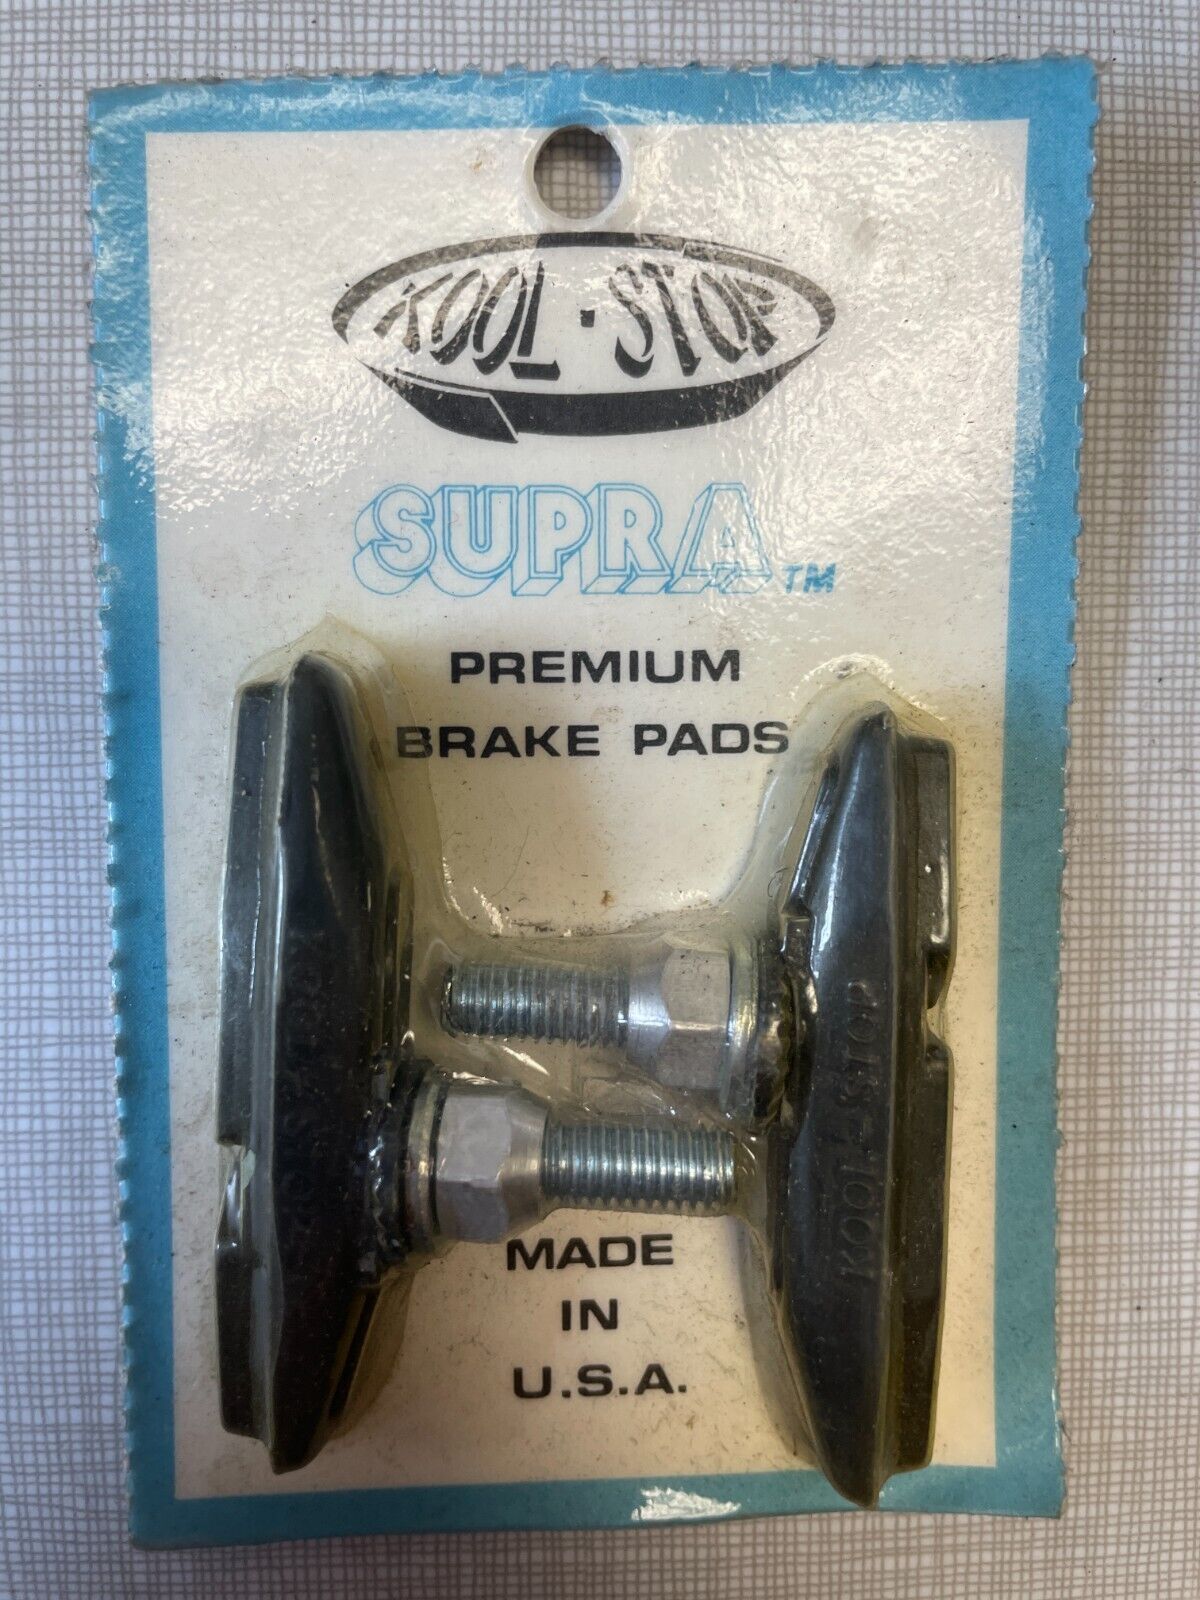 KOOL-STOP
SUPRA TM
PREMIUM
BRAKE PADS
KOOL-STOP
MADE
IN
U.S.A.